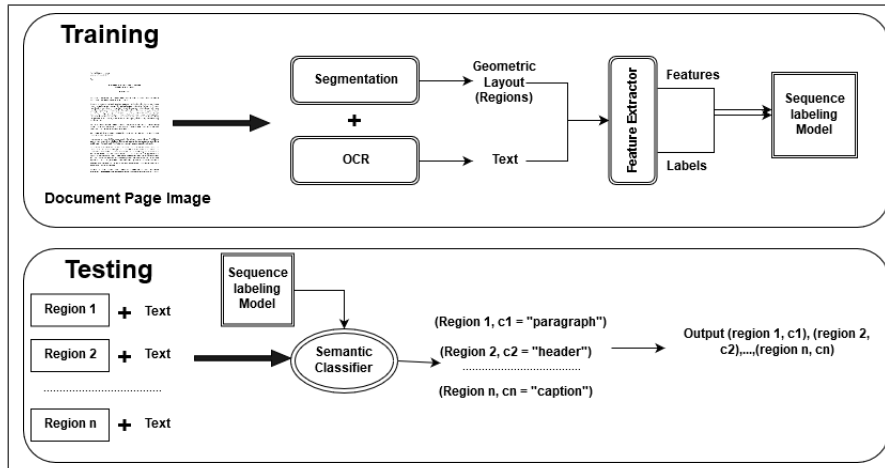 Training
Document Page Image
Segmentation
+
OCR
Geometric
Layout
(Regions)
Text
Feature Extractor
Features
Labels
Sequence
labeling
Model
Testing
Region 1 + Text
Region 2 + Text
Region n + Text
Sequence
labeling
Model
Semantic
Classifier
(Region 1, c1 = "paragraph")
(Region 2, c2 = "header")
(Region n, cn = "caption")
Output (region 1, c1), (region 2,
c2),...,(region n, cn)